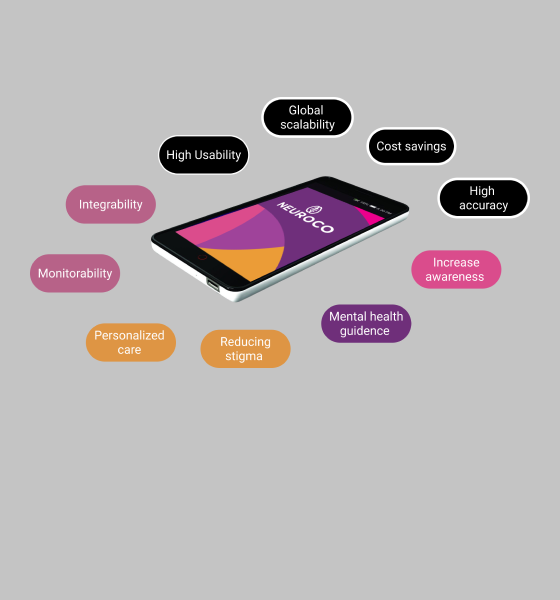 Global
scalability
High Usability
Cost savings
High
accuracy
Integrability
NEUROCO
Monitorability
Increase
awareness
Personalized
care
Reducing
stigma
Mental health
guidence